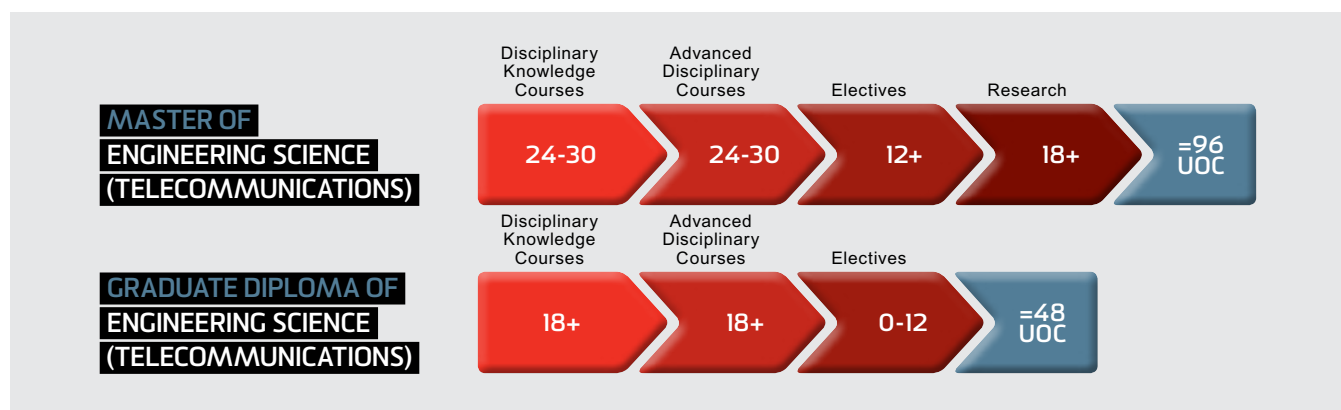 Disciplinary
Knowledge
Courses
Advanced
Disciplinary
Courses
Electives
Research
MASTER OF
ENGINEERING SCIENCE
(TELECOMMUNICATIONS)
24-30
24-30
12+
18+
=96
UOC
Disciplinary
Knowledge
Courses
Advanced
Disciplinary
Courses
Electives
GRADUATE DIPLOMA OF
ENGINEERING SCIENCE
(TELECOMMUNICATIONS)
18+
18+
0-12
=48
UOC